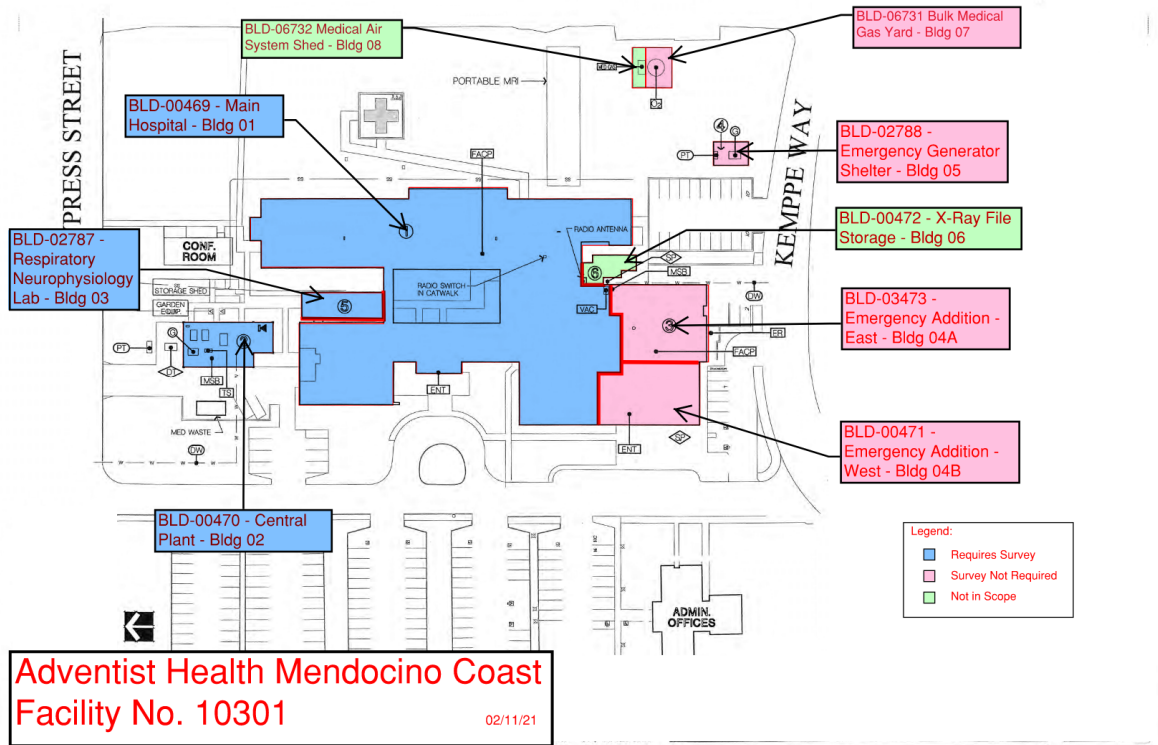 BLD-06732 Medical Air
System Shed - Bldg 08
BLD-06731 Bulk Medical
Gas Yard - Bldg 07
PORTABLE MRI
O2
BLD-00469 - Main
Hospital - Bldg 01
PRESS STREET
KEMPPE WAY
4
G
PT
BLD-02788 -
Emergency Generator
Shelter - Bldg 05
FACP
BLD-00472 - X-Ray File
Storage - Bldg 06
1
RADIO ANTENNA
SP
6
MSB
BLD-02787 -
Respiratory
Neurophysiology
Lab - Bldg 03
CONF.
ROOM
STORAGE SHED
GARDEN
EQUIP.
RADIO SWITCH
IN CATWALK
5
VAC
DW
BLD-03473 -
Emergency Addition -
East - Bldg 04A
3
ER
FACP
G
2
PT
DT
MSB
TS
ENT
MED WASTE
DW
ENT
SP
BLD-00471 -
Emergency Addition -
West - Bldg 04B
BLD-00470 - Central
Plant - Bldg 02
Legend:
Requires Survey
Survey Not Required
Not in Scope
ADMIN.
OFFICES
Adventist Health Mendocino Coast
Facility No. 10301
02/11/21